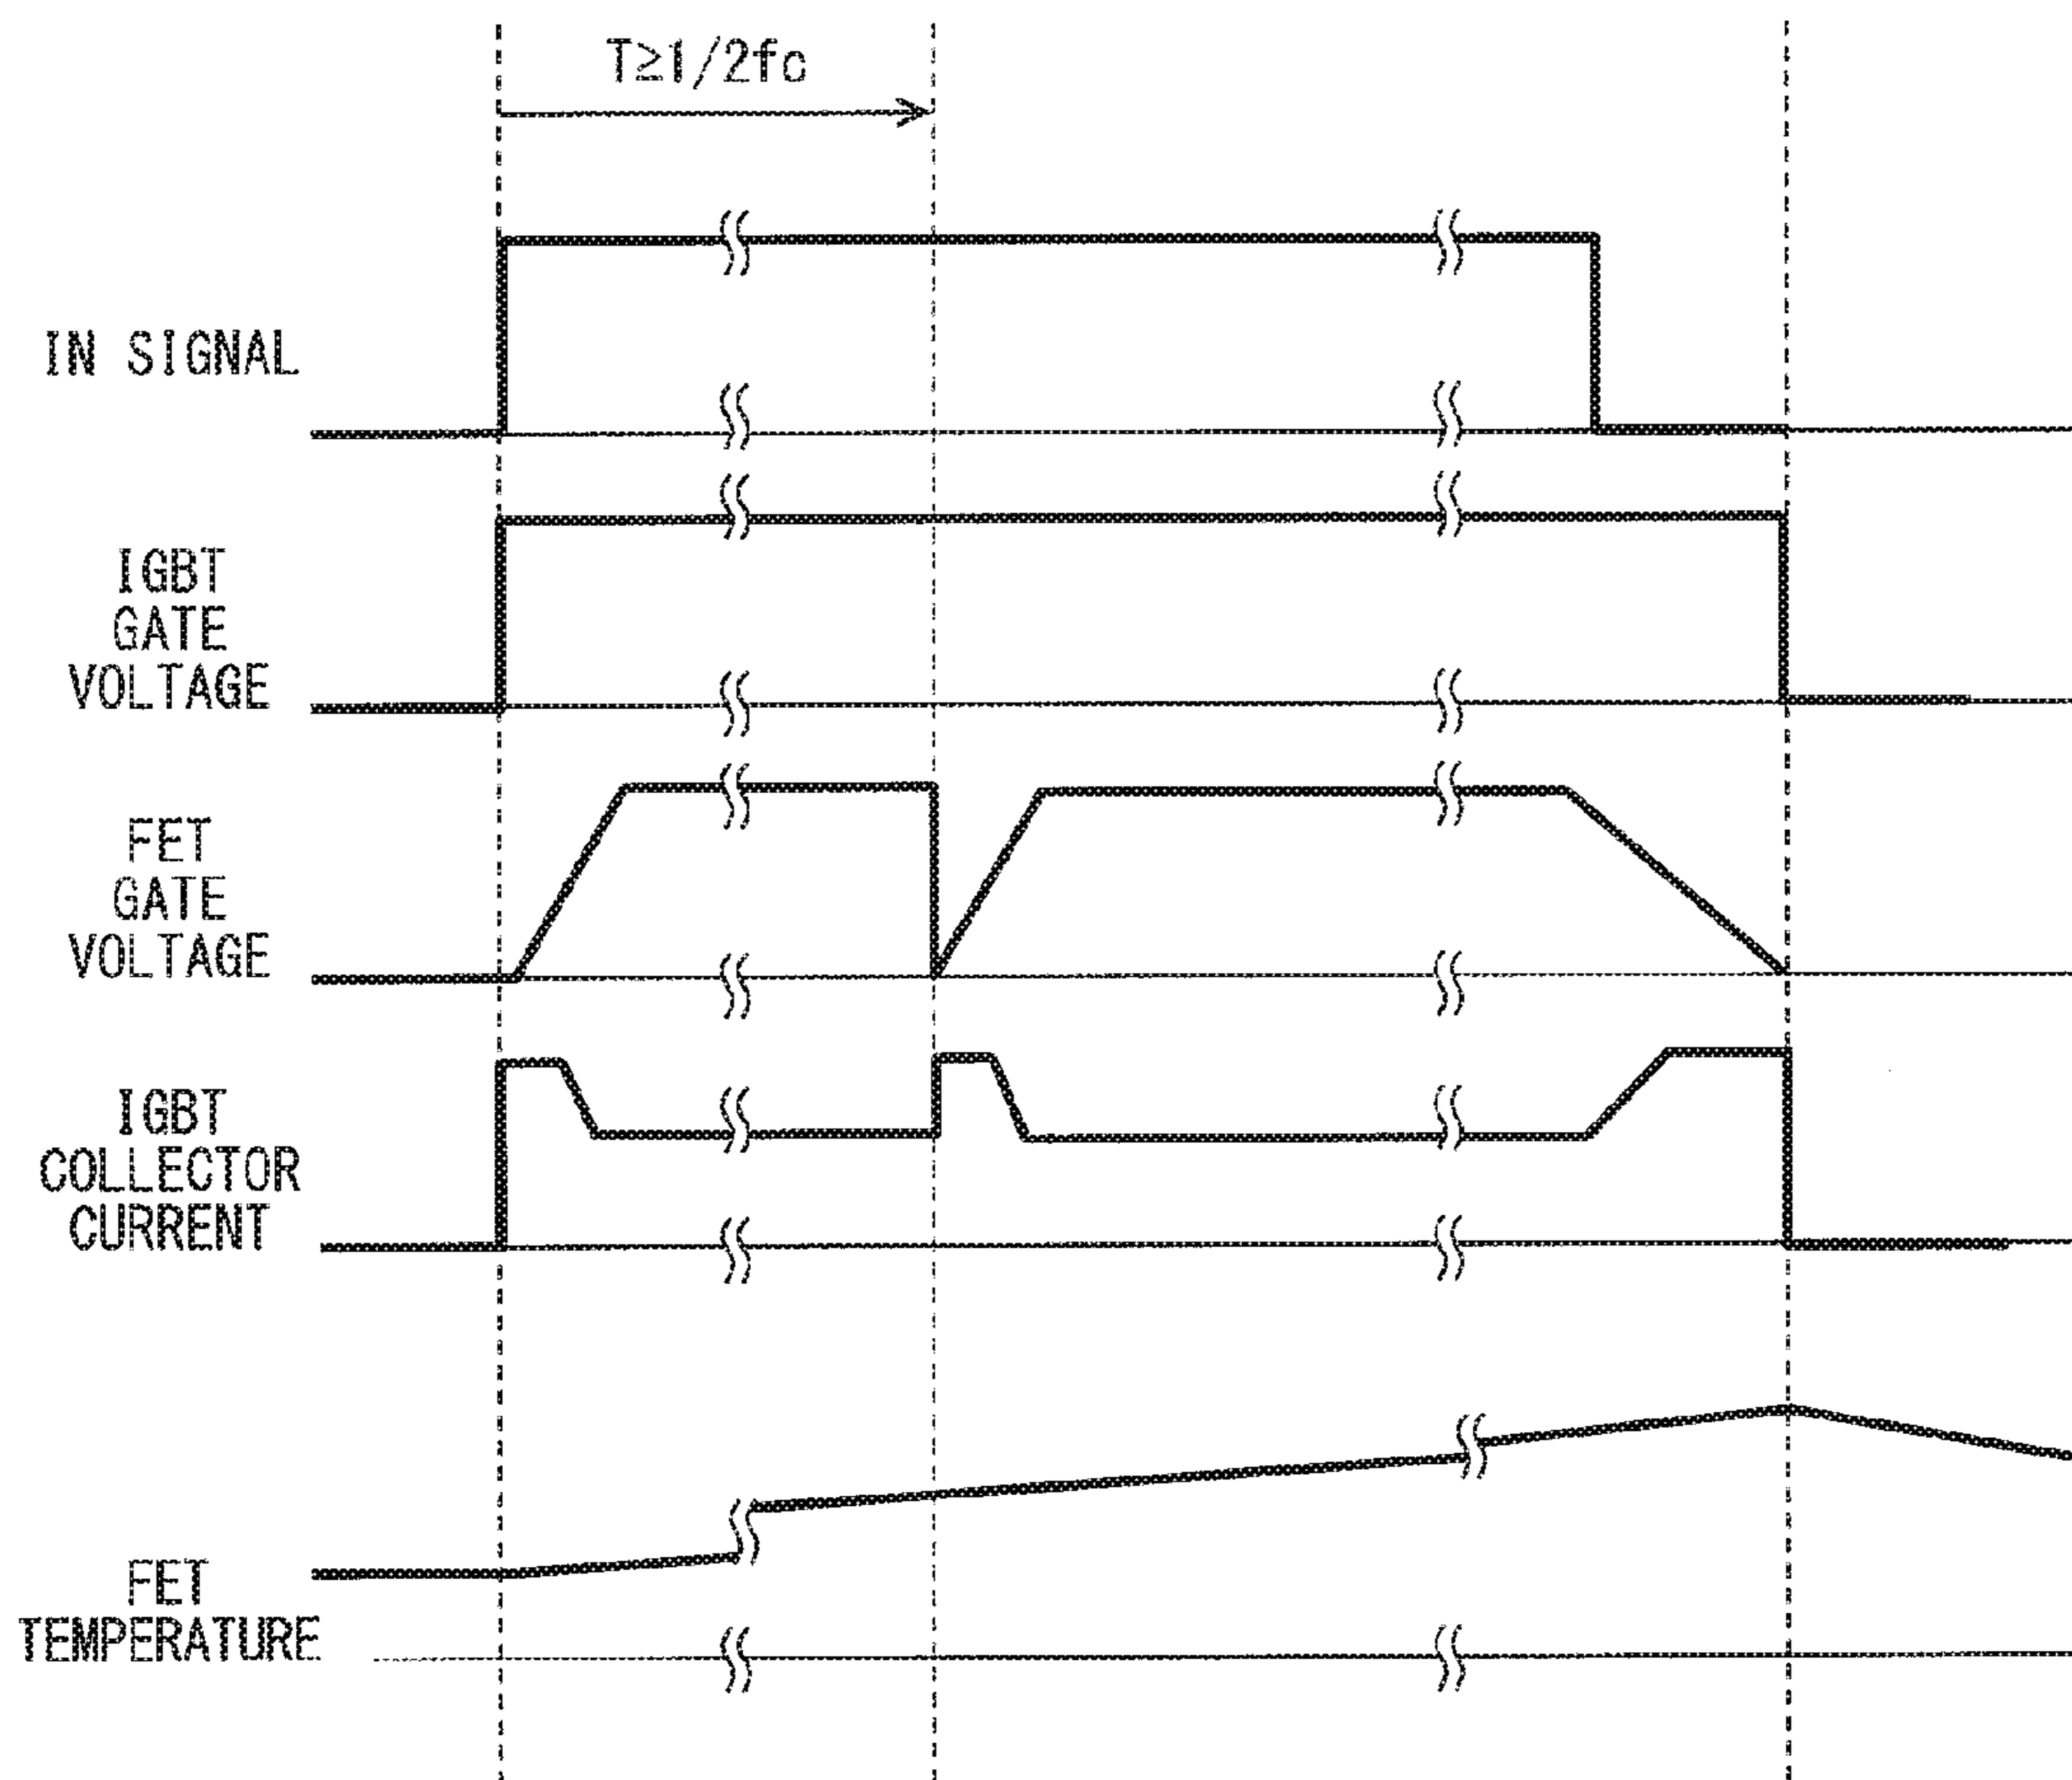 T≥1/2fc
IN SIGNAL
IGBT
GATE
VOLTAGE
FET
GATE
VOLTAGE
IGBT
COLLECTOR
CURRENT
FET
TEMPERATURE